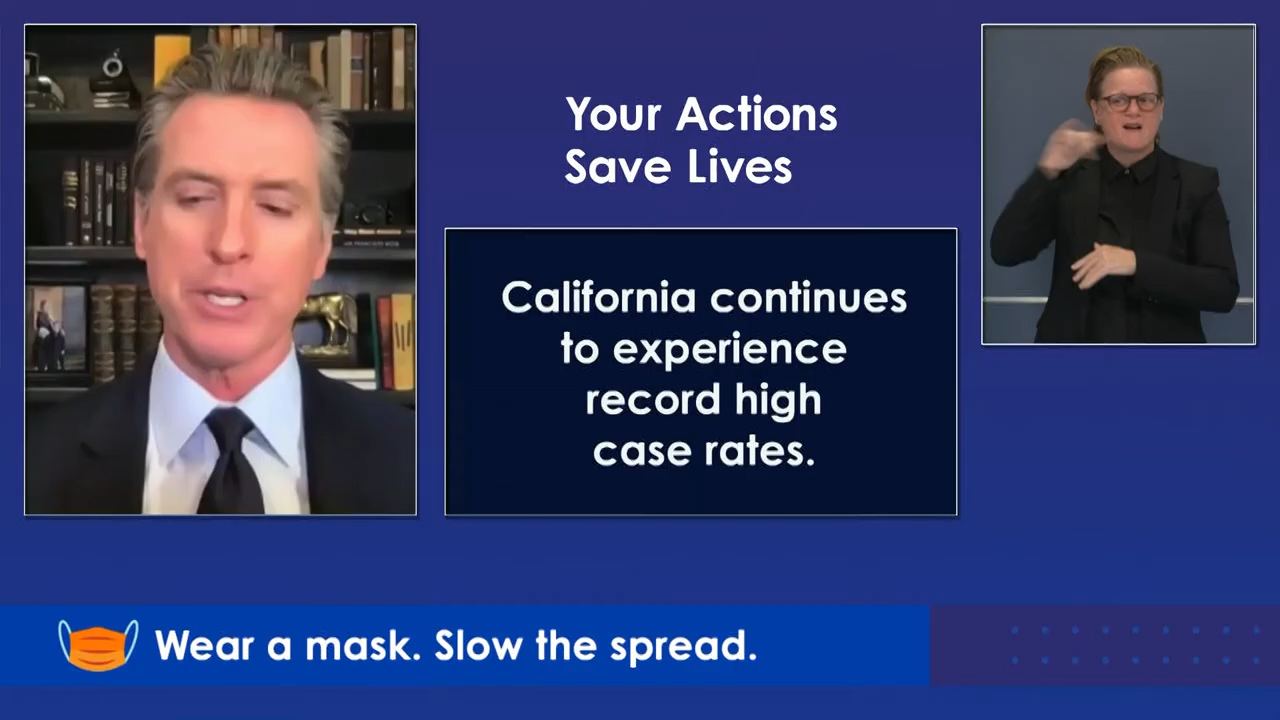 Your Actions
Save Lives
California continues
to experience
record high
case rates.
Wear a mask. Slow the spread.